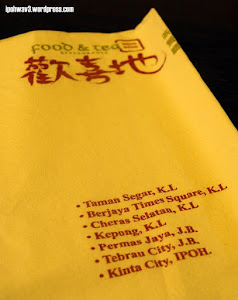 ipohwav3.wordpress.com
food & tea
RESTAURANT
歡喜地
• Taman Segar, K.L
• Berjaya Times Square, K.L
• Cheras Selatan, K.L
• Kepong, K.L
• Permas Jaya, J.B.
• Tebrau City, J.B.
• Kinta City, IPOH.